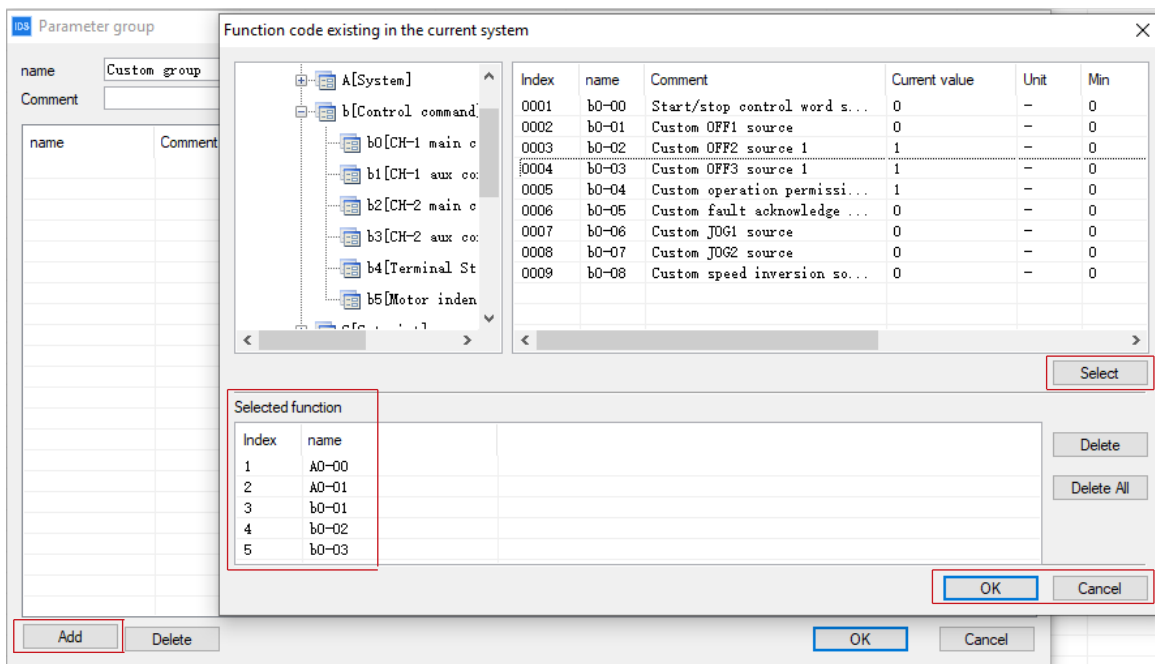 IDS Parameter group
Function code existing in the current system
name Custom group
Comment
name Comment
A[System]
b[Control command]
b0[CH-1 main c
b1[CH-1 aux co
b2[CH-2 main c
b3[CH-2 aux co
b4[Terminal St
b5[Motor inden
Index name Comment Current value Unit Min
0001 b0-00 Start/stop control word s... 0 – 0
0002 b0-01 Custom OFF1 source 0 – 0
0003 b0-02 Custom OFF2 source 1 1 – 0
0004 b0-03 Custom OFF3 source 1 1 – 0
0005 b0-04 Custom operation permissi... 1 – 0
0006 b0-05 Custom fault acknowledge ... 0 – 0
0007 b0-06 Custom JOG1 source 0 – 0
0008 b0-07 Custom JOG2 source 0 – 0
0009 b0-08 Custom speed inversion so... 0 – 0
Select
Selected function
Index name
1 A0-00
2 A0-01
3 b0-01
4 b0-02
5 b0-03
Delete
Delete All
OK Cancel
Add Delete OK Cancel